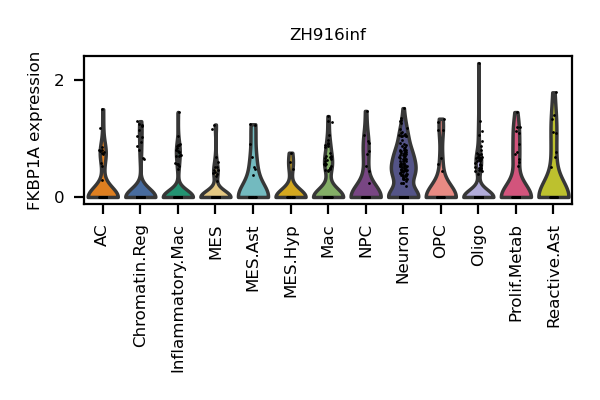 ZH916inf
FKBP1A expression
2
0
AC
Chromatin.Reg
Inflammatory.Mac
MES
MES.Ast
MES.Hyp
Mac
NPC
Neuron
OPC
Oligo
Prolif.Metab
Reactive.Ast